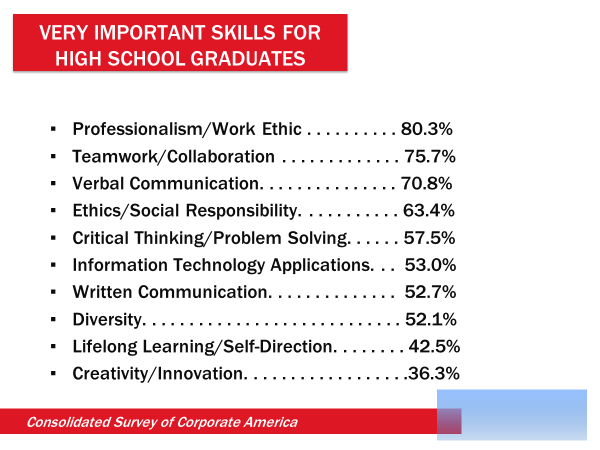 VERY IMPORTANT SKILLS FOR
HIGH SCHOOL GRADUATES
▪ Professionalism/Work Ethic . . . . . . . . . . 80.3%
▪ Teamwork/Collaboration . . . . . . . . . . . . . 75.7%
▪ Verbal Communication. . . . . . . . . . . . . . . 70.8%
▪ Ethics/Social Responsibility. . . . . . . . . . . 63.4%
▪ Critical Thinking/Problem Solving. . . . . . 57.5%
▪ Information Technology Applications. . . 53.0%
▪ Written Communication. . . . . . . . . . . . . . 52.7%
▪ Diversity. . . . . . . . . . . . . . . . . . . . . . . . . . . . 52.1%
▪ Lifelong Learning/Self-Direction. . . . . . . . 42.5%
▪ Creativity/Innovation. . . . . . . . . . . . . . . . . .36.3%
Consolidated Survey of Corporate America